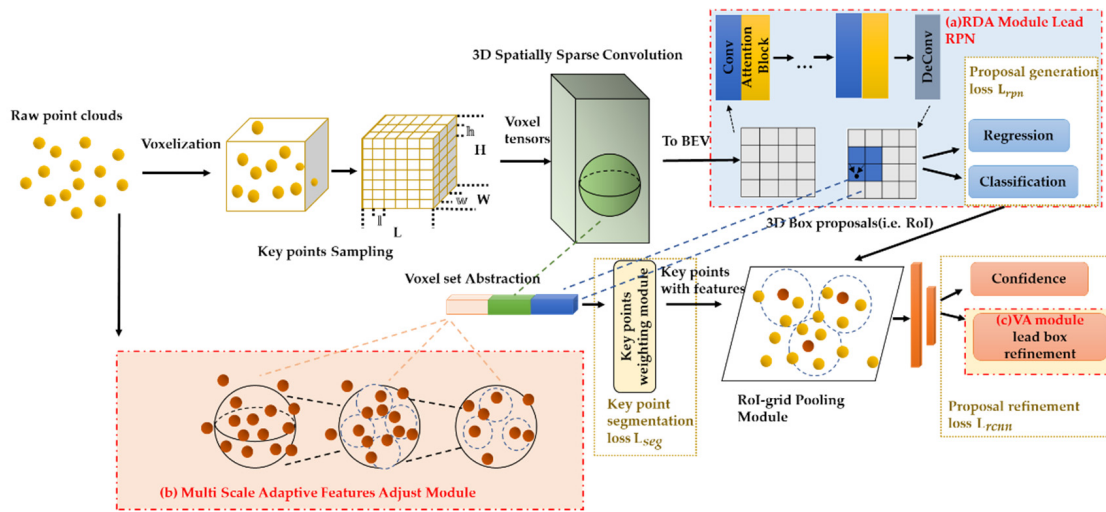 (a)RDA Module Lead
RPN
Conv
Attention
Block
...
DeConv
3D Spatially Sparse Convolution
Proposal generation
loss L_rpn
Raw point clouds
Voxelization
h
H
Voxel
tensors
To BEV
Regression
Classification
w
W
l
L
Key points Sampling
3D Box proposals(i.e. RoI)
Voxel set Abstraction
Key points
with features
Key points
weighting module
Confidence
(c)VA module
lead box
refinement
Key point
segmentation
loss L_seg
RoI-grid Pooling
Module
Proposal refinement
loss L_rcnn
(b) Multi Scale Adaptive Features Adjust Module